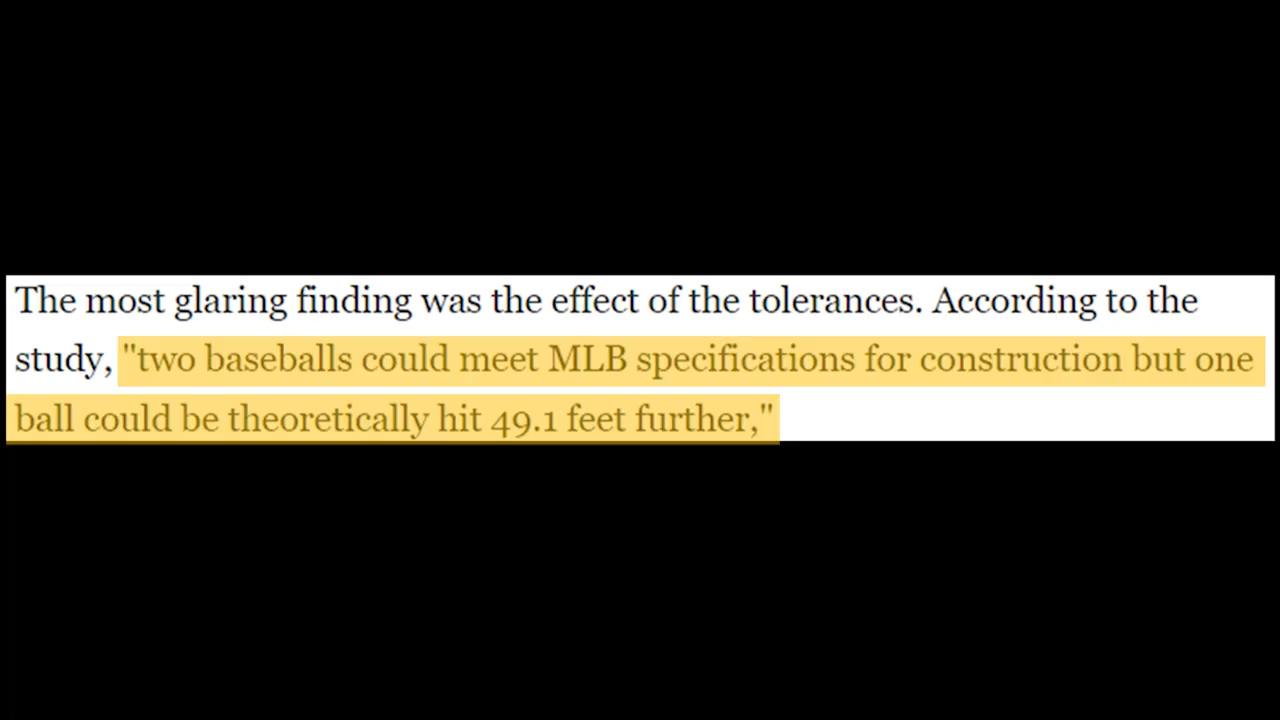 The most glaring finding was the effect of the tolerances. According to the
study, "two baseballs could meet MLB specifications for construction but one
ball could be theoretically hit 49.1 feet further,"